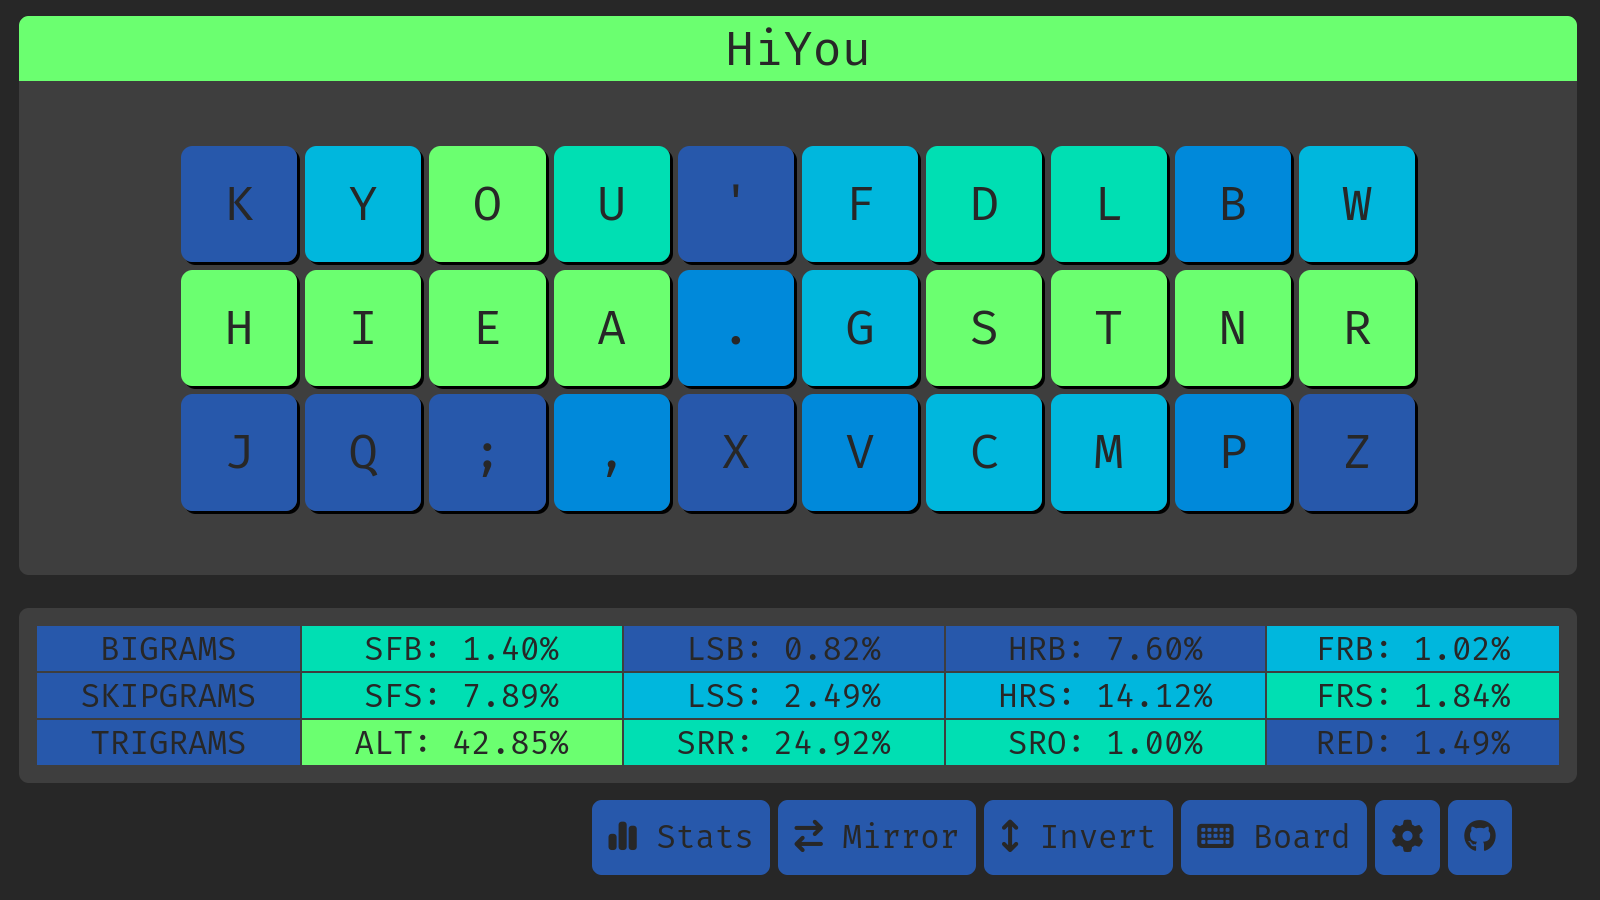 HiYou
K Y O U ' F D L B W
H I E A . G S T N R
J Q ; , X V C M P Z
BIGRAMS SFB: 1.40% LSB: 0.82% HRB: 7.60% FRB: 1.02%
SKIPGRAMS SFS: 7.89% LSS: 2.49% HRS: 14.12% FRS: 1.84%
TRIGRAMS ALT: 42.85% SRR: 24.92% SRO: 1.00% RED: 1.49%
Stats Mirror Invert Board